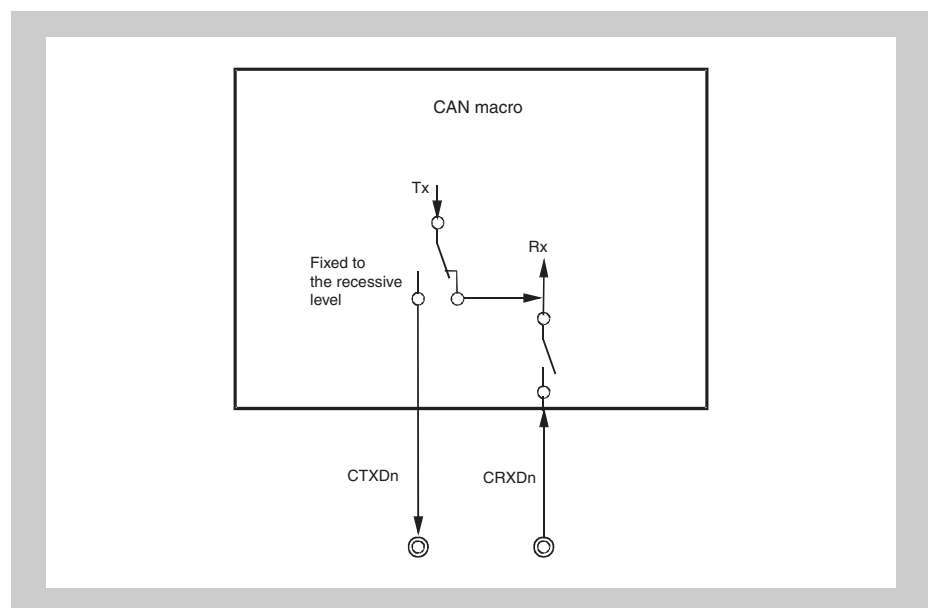 CAN macro
Tx
Rx
Fixed to
the recessive
level
CTXDn
CRXDn